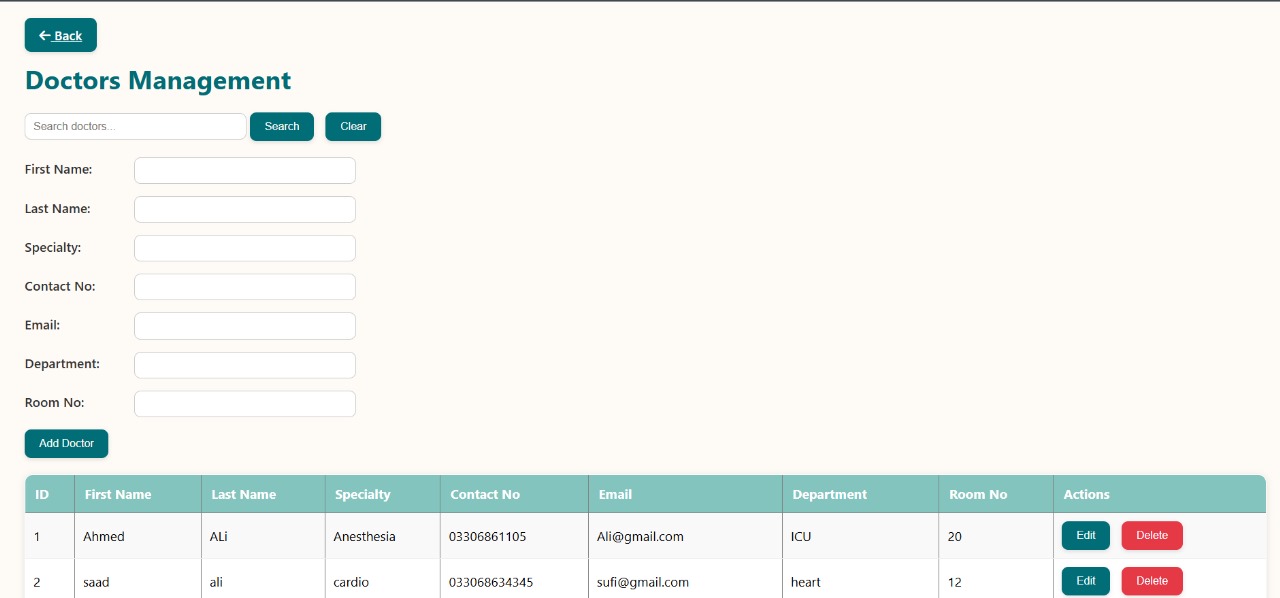 Back
Doctors Management
Search doctors... Search Clear
First Name:
Last Name:
Specialty:
Contact No:
Email:
Department:
Room No:
Add Doctor
ID First Name Last Name Specialty Contact No Email Department Room No Actions
1 Ahmed ALi Anesthesia 03306861105 Ali@gmail.com ICU 20 Edit Delete
2 saad ali cardio 033068634345 sufi@gmail.com heart 12 Edit Delete